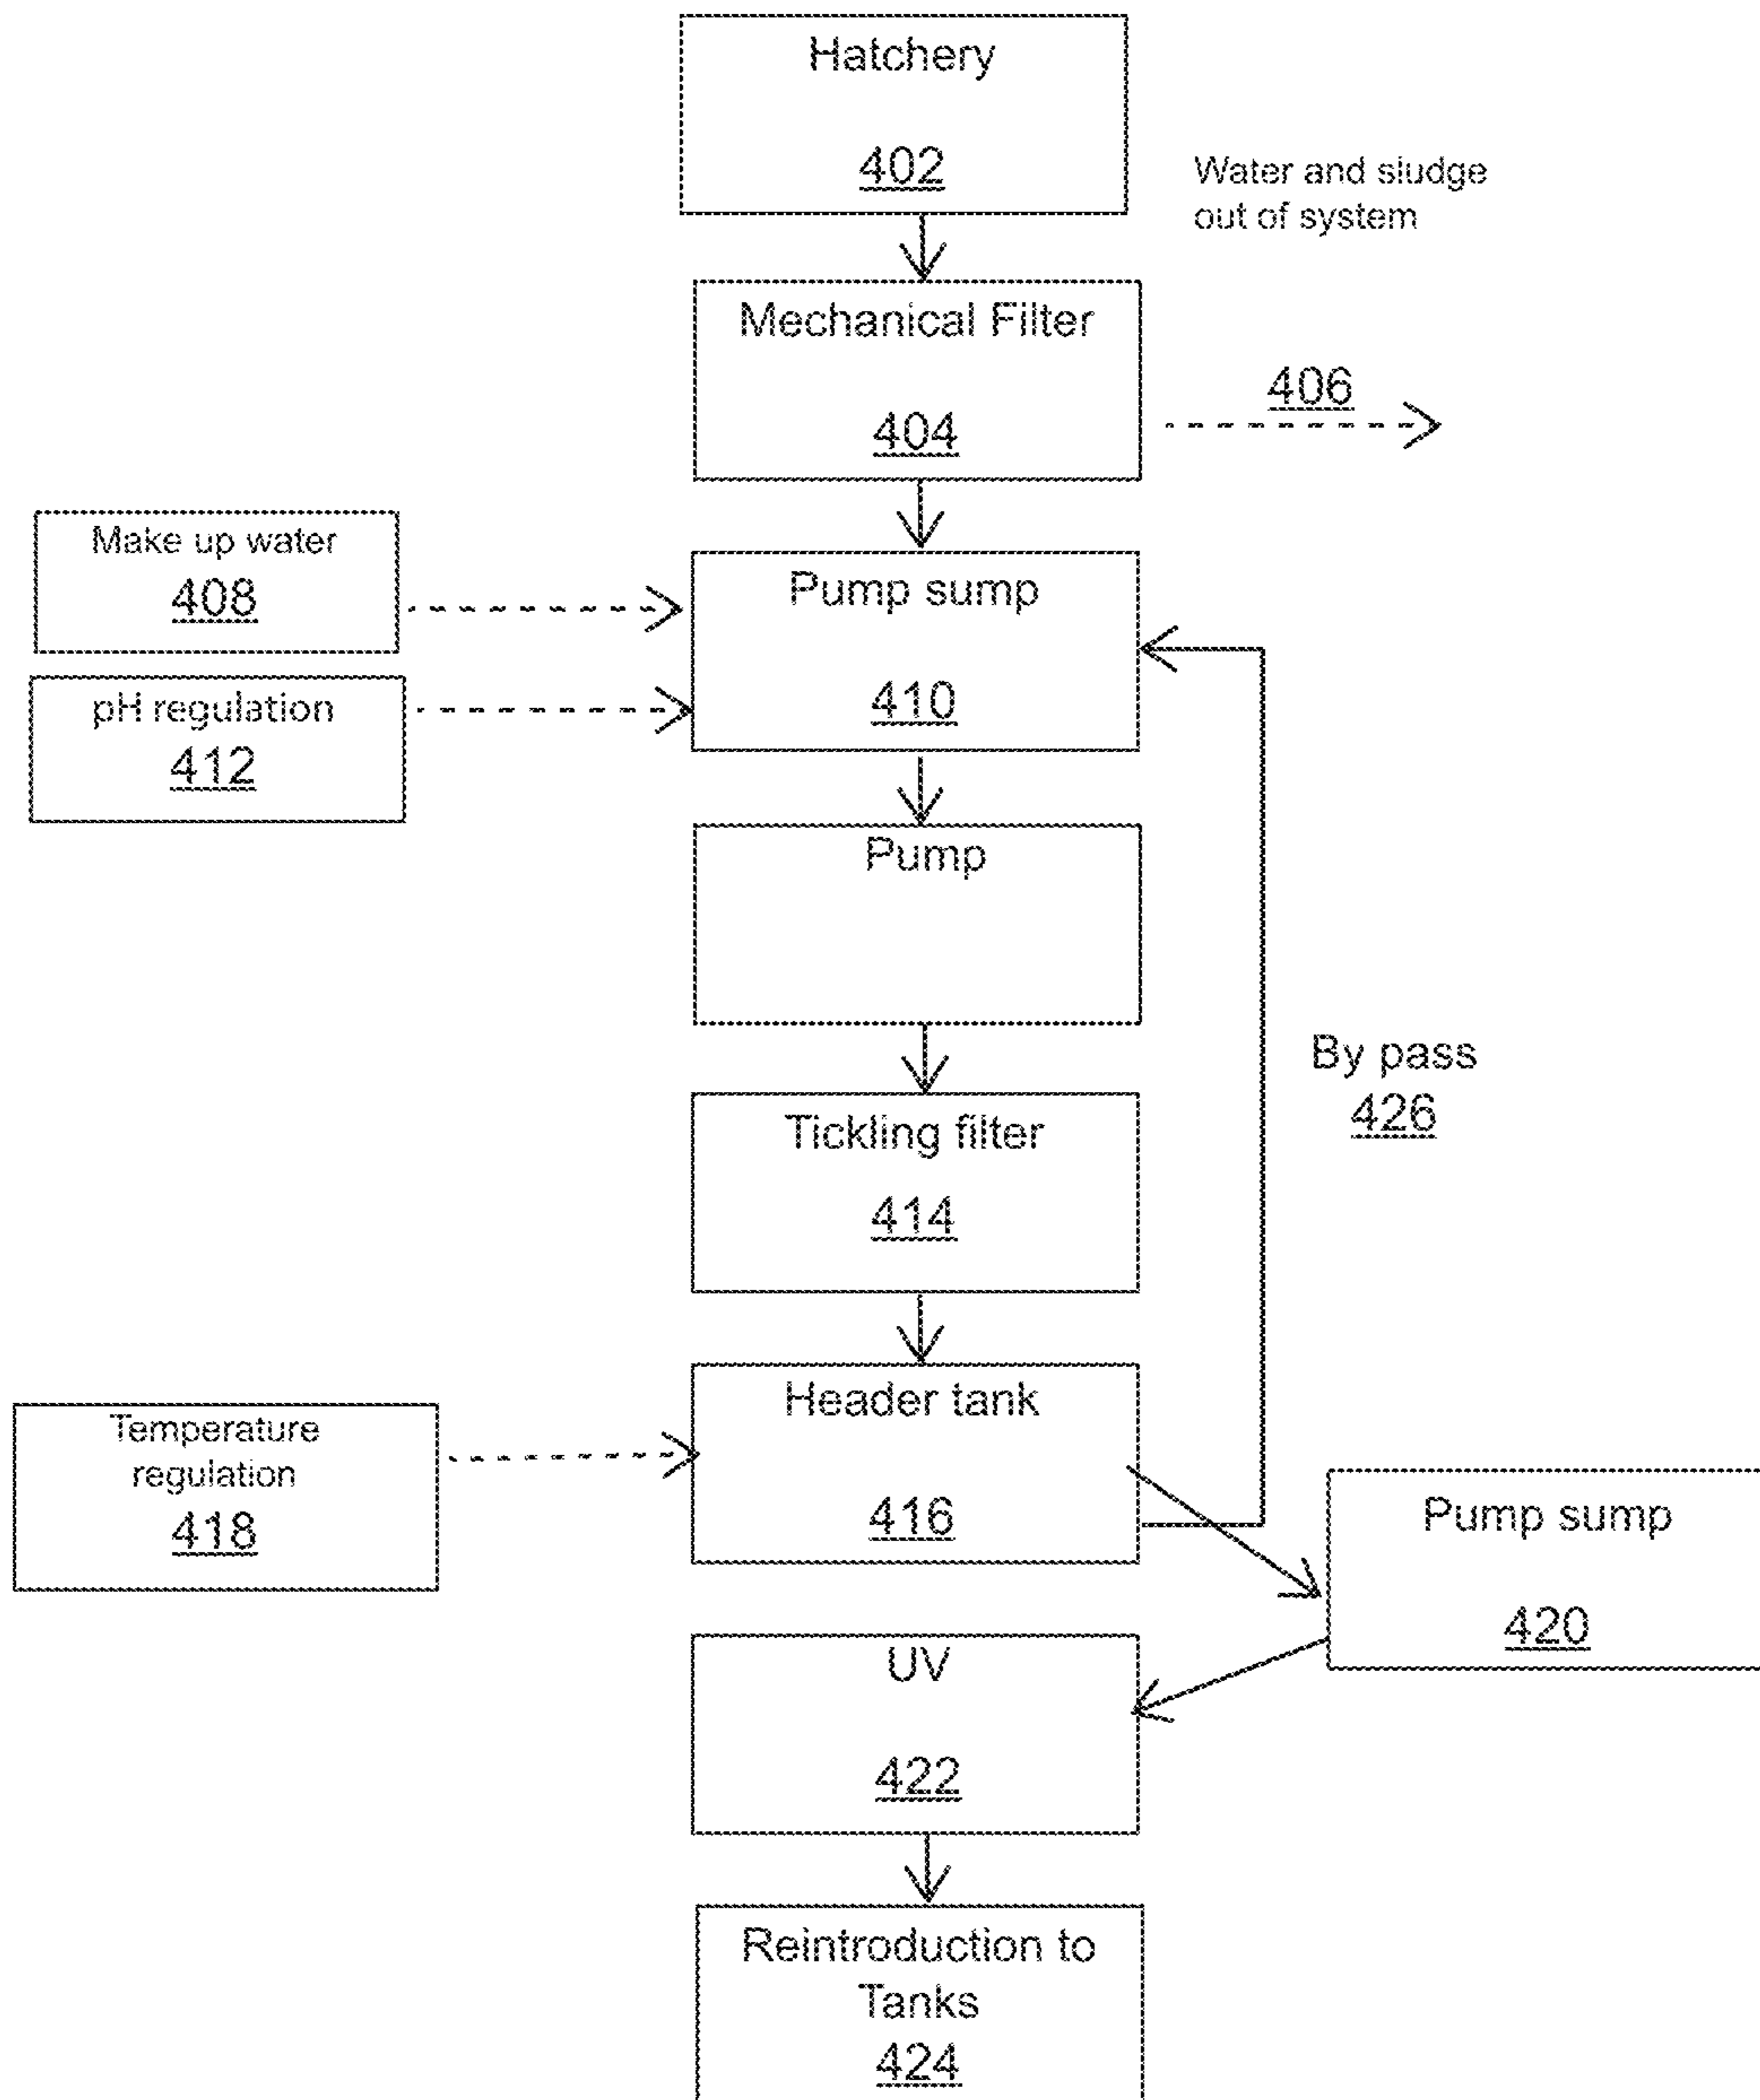 Hatchery
402
Water and sludge
out of system
Mechanical Filter
404
406
Make up water
408
Pump sump
410
pH regulation
412
Pump
By pass
426
Tickling filter
414
Header tank
416
Temperature
regulation
418
Pump sump
420
UV
422
Reintroduction to
Tanks
424